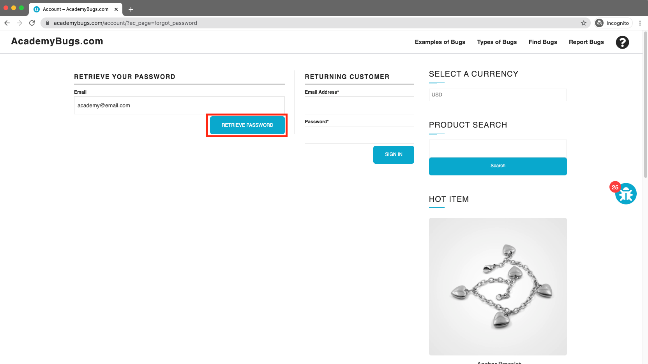 Account – AcademyBugs.com
academybugs.com/account/?ec_page=forgot_password
Incognito
AcademyBugs.com
Examples of Bugs
Types of Bugs
Find Bugs
Report Bugs
?
RETRIEVE YOUR PASSWORD
Email
academy@email.com
RETRIEVE PASSWORD
RETURNING CUSTOMER
Email Address*
Password*
SIGN IN
SELECT A CURRENCY
USD
PRODUCT SEARCH
Search
25
HOT ITEM